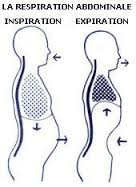 LA RESPIRATION ABDOMINALE
INSPIRATION EXPIRATION